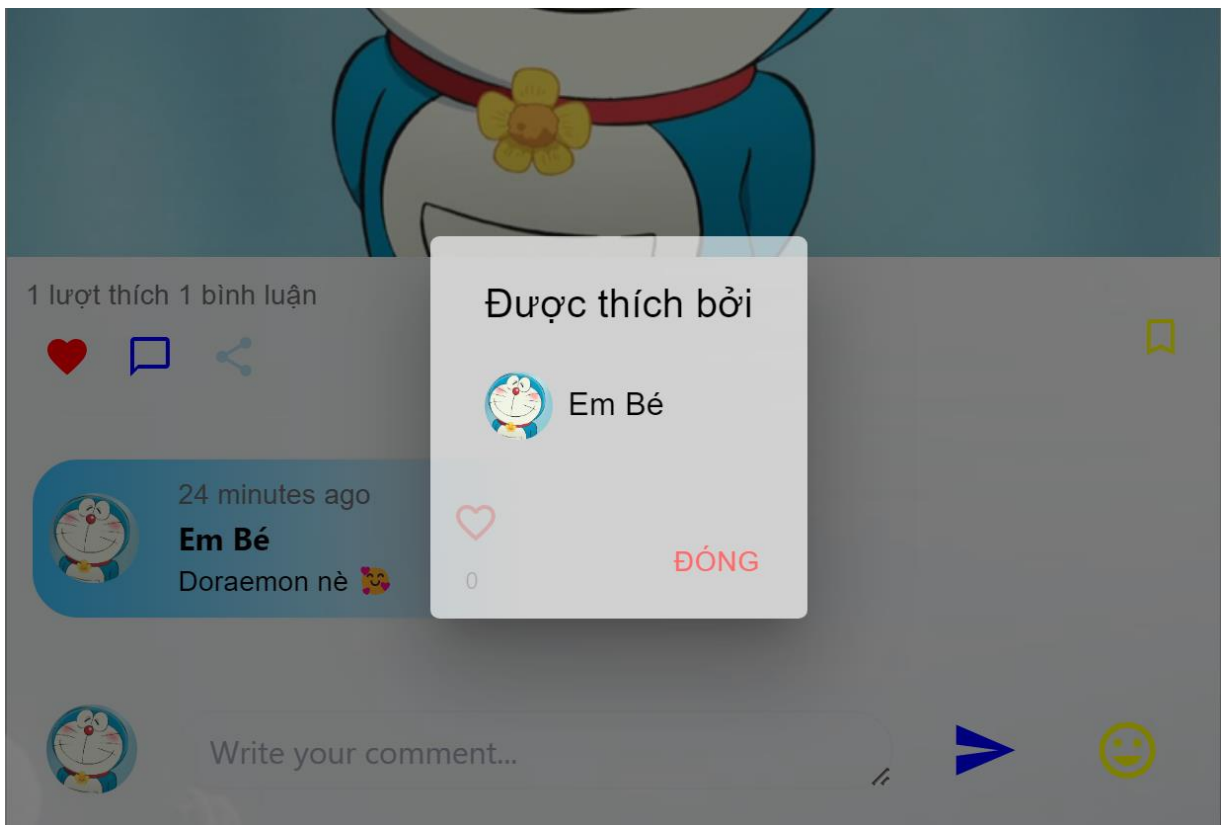 1 lượt thích 1 bình luận
Được thích bởi
Em Bé
24 minutes ago
Em Bé
Doraemon nè 🥰
0
ĐÓNG
Write your comment...